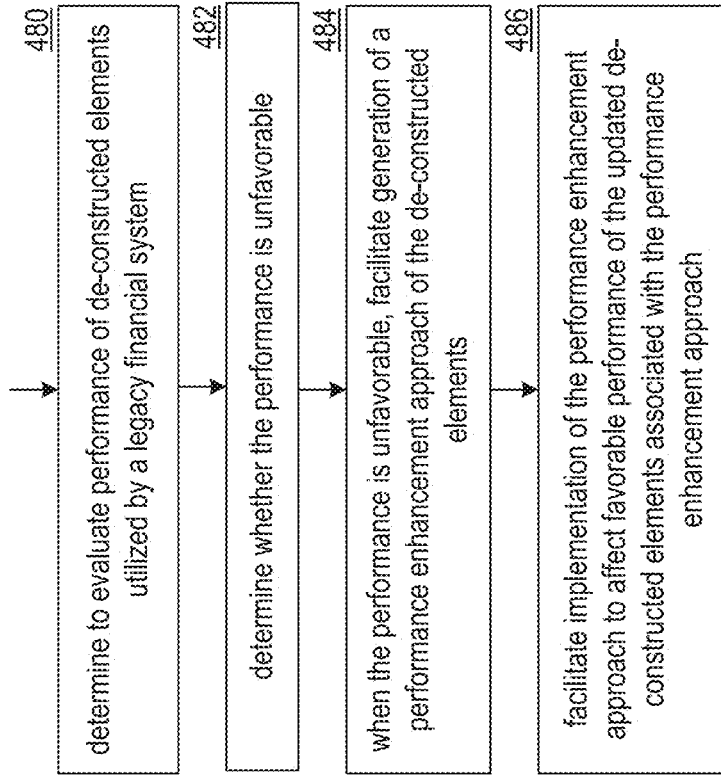 480
determine to evaluate performance of de-constructed elements
utilized by a legacy financial system
482
determine whether the performance is unfavorable
484
when the performance is unfavorable, facilitate generation of a
performance enhancement approach of the de-constructed
elements
486
facilitate implementation of the performance enhancement
approach to affect favorable performance of the updated de-
constructed elements associated with the performance
enhancement approach